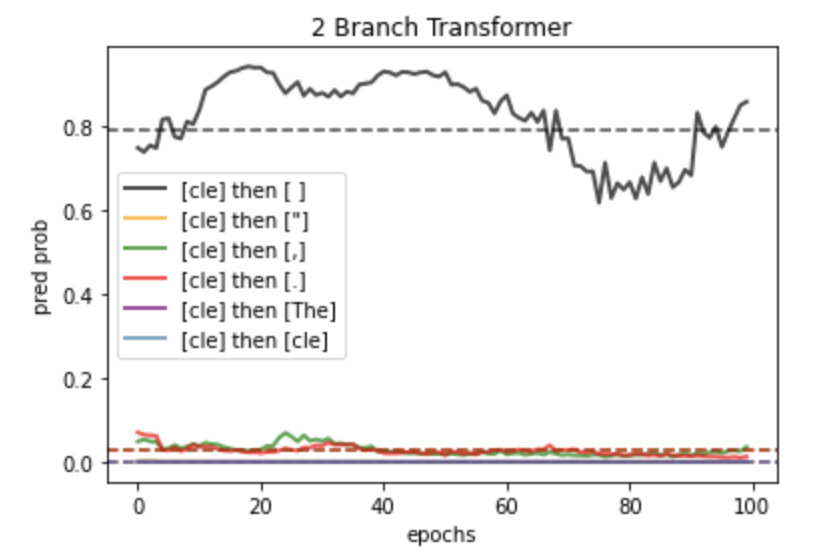 2 Branch Transformer
pred prob
0.8
0.6
0.4
0.2
0.0
[cle] then [ ]
[cle] then ["]
[cle] then [,]
[cle] then [.]
[cle] then [The]
[cle] then [cle]
0 20 40 60 80 100
epochs